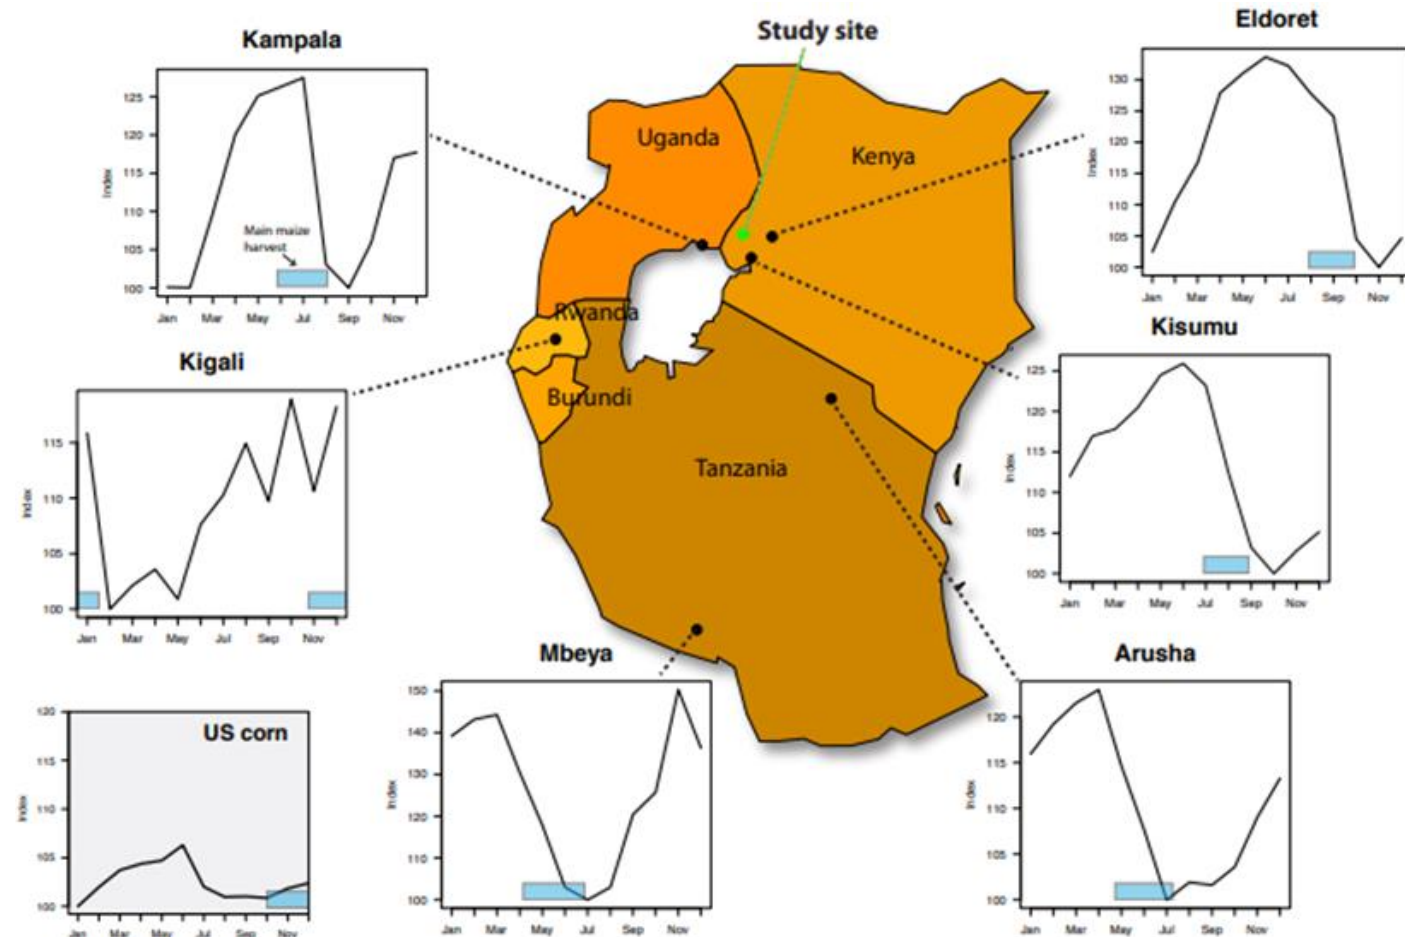 Study site
Uganda
Kenya
Rwanda
Burundi
Tanzania
Kampala
Index
125
120
115
110
105
100
Main maize
harvest
Jan Mar May Jul Sep Nov
Eldoret
Index
130
125
120
115
110
105
100
Jan Mar May Jul Sep Nov
Kigali
Index
115
110
105
100
Jan Mar May Jul Sep Nov
Kisumu
Index
125
120
115
110
105
100
Jan Mar May Jul Sep Nov
US corn
Index
120
115
110
105
100
Jan Mar May Jul Sep Nov
Mbeya
Index
150
140
130
120
110
100
Jan Mar May Jul Sep Nov
Arusha
Index
120
115
110
105
100
Jan Mar May Jul Sep Nov